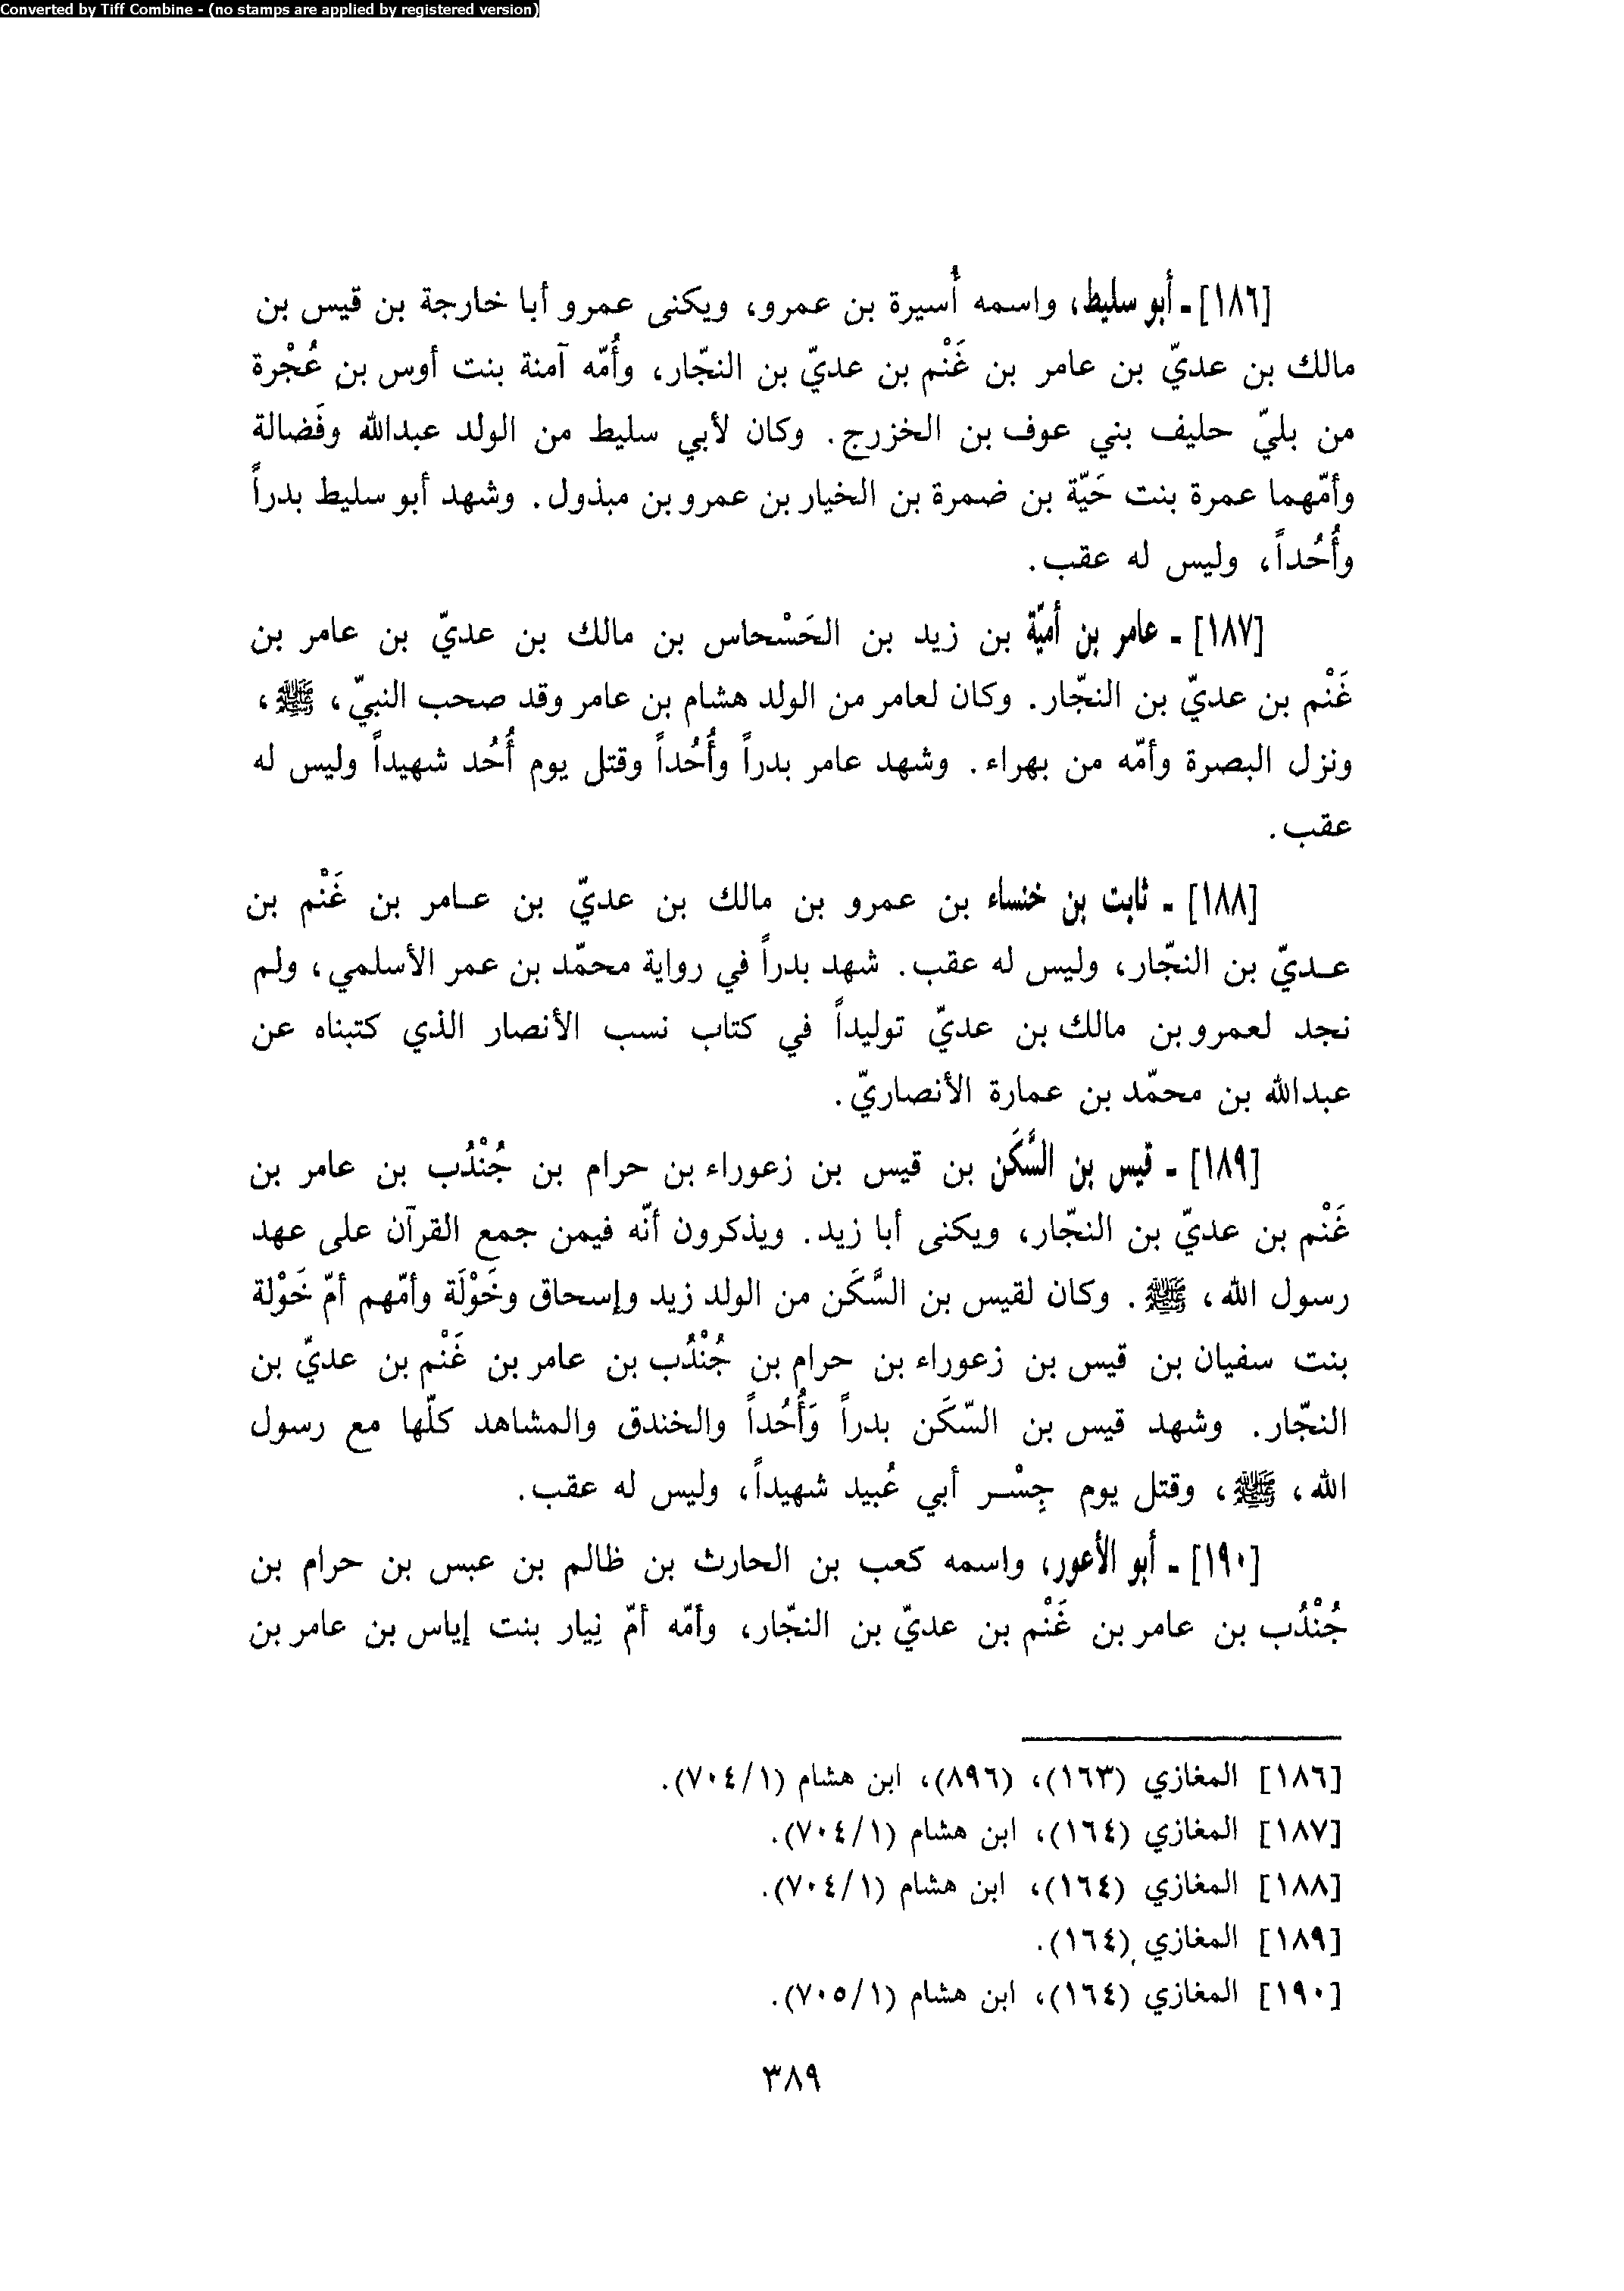 Converted by Tiff Combine - (no stamps are applied by registered version)
[١٨٦] - أبو سليط، واسمه أُسيرة بن عمرو، ويكنى عمرو أبا خارجة بن قيس بن
مالك بن عديّ بن عامر بن غَنْم بن عديّ بن النجّار، وأُمّه آمنة بنت أوس بن عُجْرة
من بليّ حليف بني عوف بن الخزرج. وكان لأبي سليط من الولد عبدالله وفَضالة
وأمّهما عمرة بنت حَيّة بن ضمرة بن الخيار بن عمرو بن مبذول. وشهد أبو سليط بدراً
وأُحُداً، وليس له عقب.
[١٨٧] - عامر بن أميّة بن زيد بن الحَسْحاس بن مالك بن عديّ بن عامر بن
غَنْم بن عديّ بن النجّار. وكان لعامر من الولد هشام بن عامر وقد صحب النبيّ، ﷺ،
ونزل البصرة وأمّه من بهراء. وشهد عامر بدراً وأُحُداً وقتل يوم أُحُد شهيداً وليس له
عقب.
[١٨٨] - ثابت بن خنساء بن عمرو بن مالك بن عديّ بن عـامر بن غَنْم بن
عـديّ بن النجّار، وليس له عقب. شهد بدراً في رواية محمّد بن عمر الأسلمي، ولم
نجد لعمرو بن مالك بن عديّ توليداً في كتاب نسب الأنصار الذي كتبناه عن
عبدالله بن محمّد بن عمارة الأنصاريّ.
[١٨٩] - قيس بن السَّكَن بن قيس بن زعوراء بن حرام بن جُنْدُب بن عامر بن
غَنْم بن عديّ بن النجّار، ويكنى أبا زيد. ويذكرون أنّه فيمن جمع القرآن على عهد
رسول الله، ﷺ. وكان لقيس بن السَّكَن من الولد زيد وإسحاق وخَوْلَة وأمّهم أمّ خَوْلة
بنت سفيان بن قيس بن زعوراء بن حرام بن جُنْدُب بن عامر بن غَنْم بن عديّ بن
النجّار. وشهد قيس بن السّكَن بدراً وَأُحُداً والخندق والمشاهد كلّها مع رسول
الله، ﷺ، وقتل يوم جِسْـر أبي عُبيد شهيداً، وليس له عقب.
[١٩٠] - أبو الأعور، واسمه كعب بن الحارث بن ظالم بن عبس بن حرام بن
جُنْدُب بن عامر بن غَنْم بن عديّ بن النجّار، وأمّه أمّ نِيار بنت إياس بن عامر بن
[١٨٦] المغازي (١٦٣)، (٨٩٦)، ابن هشام (٧٠٤/١).
[١٨٧] المغازي (١٦٤)، ابن هشام (٧٠٤/١).
[١٨٨] المغازي (١٦٤)، ابن هشام (٧٠٤/١).
[١٨٩] المغازي (١٦٤).
[١٩٠] المغازي (١٦٤)، ابن هشام (٧٠٥/١).
٣٨٩